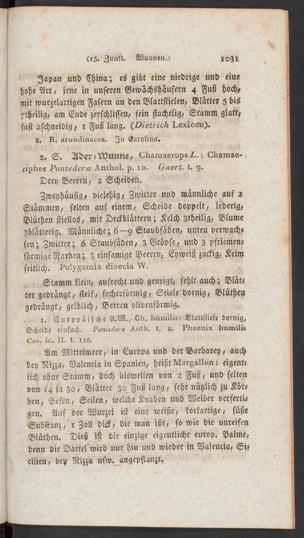 (15. Zunft. Wunnen.) 1031
Japan und China; es gibt eine niedrige und eine
hohe Art, jene in unseren Gewächshäusern 4 Fuß hoch,
mit wurzelartigen Fasern an den Blattstielen, Blätter 5 bis
7theilig, am Ende zerschlissen, fein stachelig, Stamm glatt,
fast 2schneidig, 1 Fuß lang. (Dietrich Lexicon).
2. R. arundinacea. In Carolina.
2. S. Ader-Wunne, Chamaerops L.: Chamae-
riphes Pontedera Anthol. p. 10. Gaert. t. 9.
Drey Beeren, 2 Scheiden.
Zweyhäusig, vielehig, Zwitter und männliche auf 2
Stämmen, selten auf einem, Scheide doppelt, lederig,
Blüthen stiellos, mit Deckblättern; Kelch 3theilig, Blume
3blätterig. Männliche; 6—9 Staubfäden, unten verwach-
sen; Zwitter; 6 Staubfäden, 3 Gröpse, und 3 pfriemen-
förmige Narben; 3 einsamige Beeren, Eyweiß zackig, Keim
seitlich. Polygamia dioecia W.
Stamm klein, aufrecht und geneigt, fehlt auch; Blät-
ter gedrängt, steif, fecherförmig, Stiele dornig, Blüthen
gedrängt, gelblich, Beeren olivenförmig.
1. Europäische A.W., Ch. humilis: Blattstiele dornig,
Scheide einfach. Pontedera Anth. t. 2. Phoenix humilis
Cav. ic. II. t. 115.
Am Mittelmeer, in Europa und der Barbarey, auch
bey Nizza, Valencia in Spanien, heißt Margallon: eigent-
lich ohne Stamm, doch bisweilen von 2 Fuß, und selten
von 14 bis 30, Blätter 30 Fuß lang, sehr nützlich zu Kör-
ben, Besen, Seilen, welche Knaben und Weiber verferti-
gen. Auf der Wurzel ist eine weiße, korkartige, süße
Substanz, 1 Zoll dick, die man ißt, so wie die unreifen
Blüthen. Dieß ist die einzige eigentliche europ. Palme,
denn die Dattel wird nur hin und wieder in Valencia, Si-
cilien, bey Nizza usw. angepflanzt.